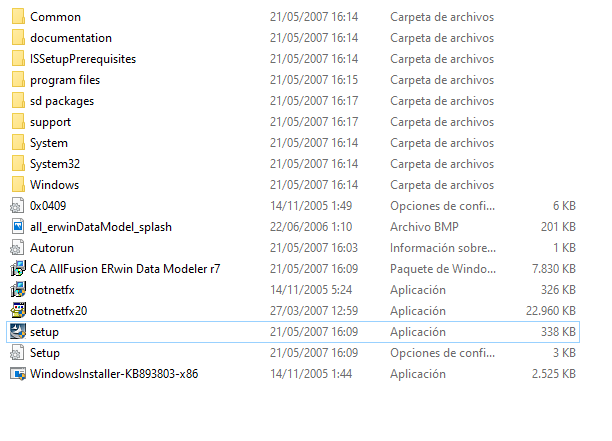 Common 21/05/2007 16:14 Carpeta de archivos
documentation 21/05/2007 16:14 Carpeta de archivos
ISSetupPrerequisites 21/05/2007 16:14 Carpeta de archivos
program files 21/05/2007 16:15 Carpeta de archivos
sd packages 21/05/2007 16:17 Carpeta de archivos
support 21/05/2007 16:17 Carpeta de archivos
System 21/05/2007 16:14 Carpeta de archivos
System32 21/05/2007 16:14 Carpeta de archivos
Windows 21/05/2007 16:14 Carpeta de archivos
0x0409 14/11/2005 1:49 Opciones de confi... 6 KB
all_erwinDataModel_splash 22/06/2006 1:10 Archivo BMP 201 KB
Autorun 21/05/2007 16:03 Información sobre... 1 KB
CA AllFusion ERwin Data Modeler r7 21/05/2007 16:09 Paquete de Windo... 7.830 KB
dotnetfx 14/11/2005 5:24 Aplicación 326 KB
dotnetfx20 27/03/2007 12:59 Aplicación 22.960 KB
setup 21/05/2007 16:09 Aplicación 338 KB
Setup 21/05/2007 16:09 Opciones de confi... 3 KB
WindowsInstaller-KB893803-x86 14/11/2005 1:44 Aplicación 2.525 KB